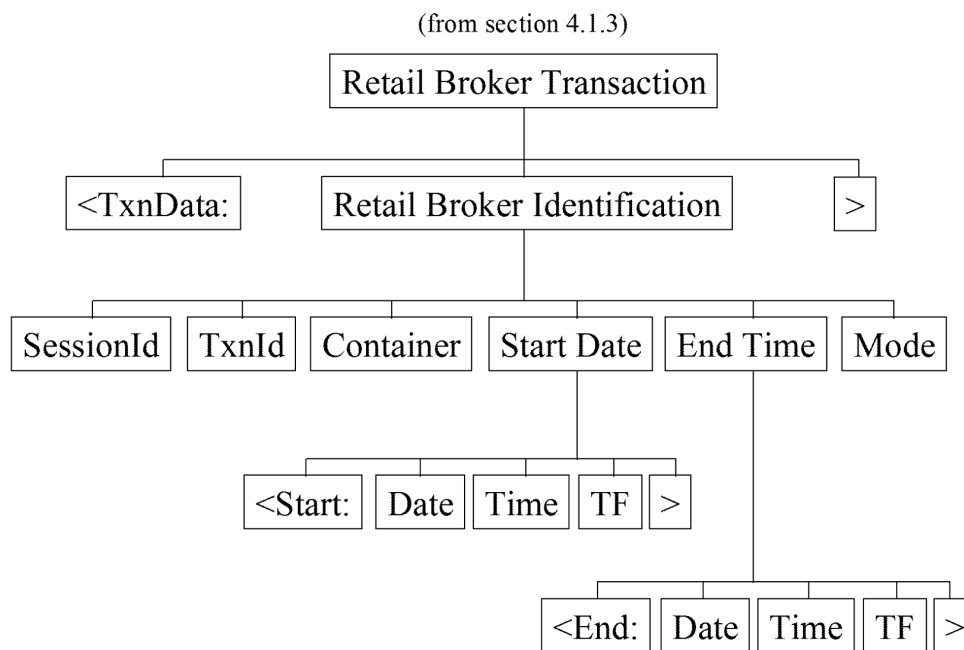 (from section 4.1.3)
Retail Broker Transaction
<TxnData: Retail Broker Identification >
SessionId TxnId Container Start Date End Time Mode
<Start: Date Time TF >
<End: Date Time TF >